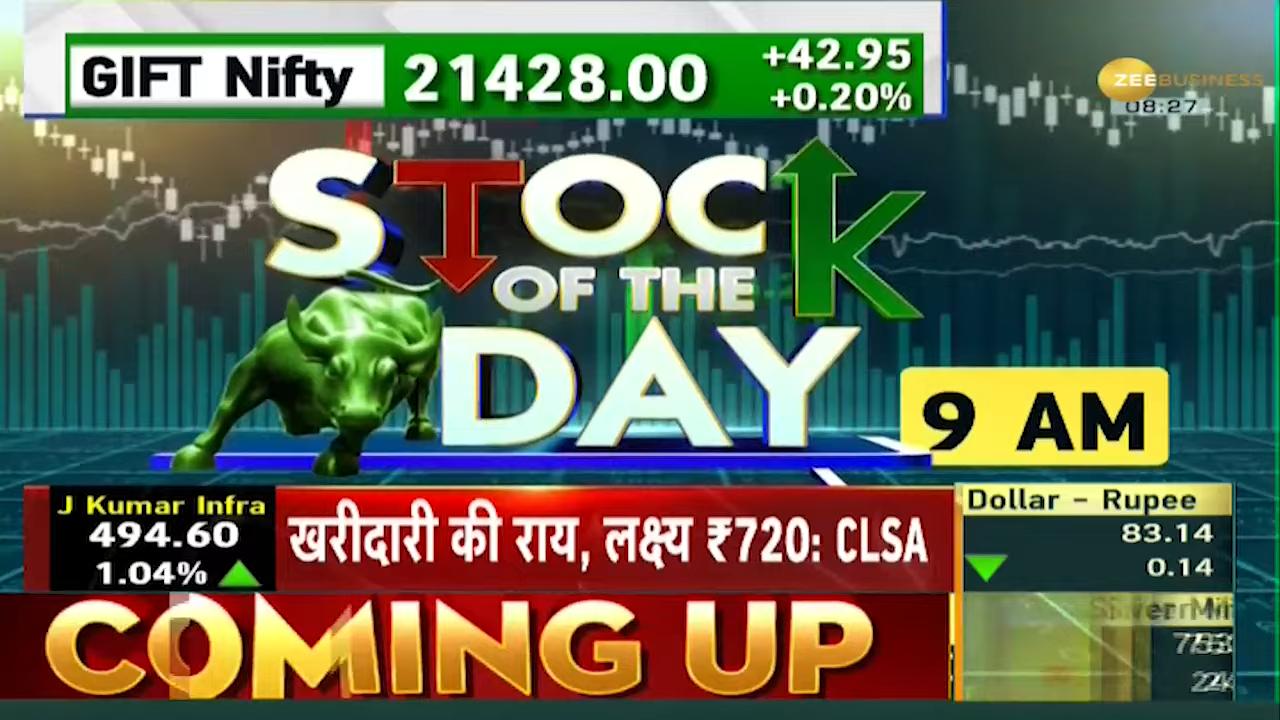 GIFT Nifty 21428.00 +42.95
+0.20%
ZEEBUSINESS
08:27
STOCK
OF THE
DAY
9 AM
J Kumar Infra
494.60
1.04%
खरीदारी की राय, लक्ष्य ₹720: CLSA
Dollar - Rupee
83.14
0.14
COMING UP